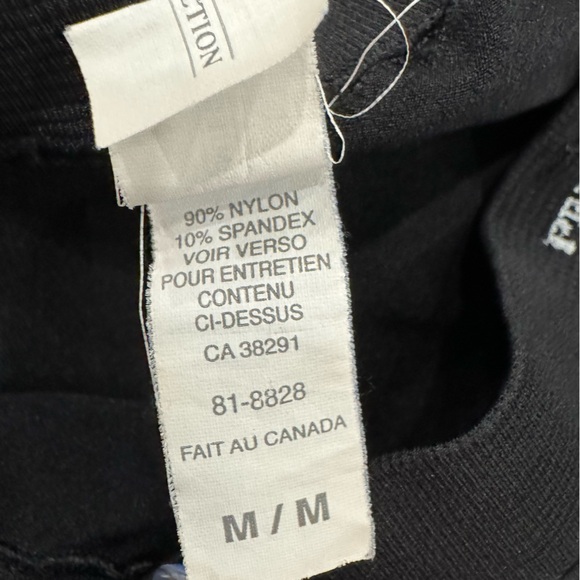 90% NYLON
10% SPANDEX
VOIR VERSO
POUR ENTRETIEN
CONTENU
CI-DESSUS
CA 38291
81-8828
FAIT AU CANADA
M / M